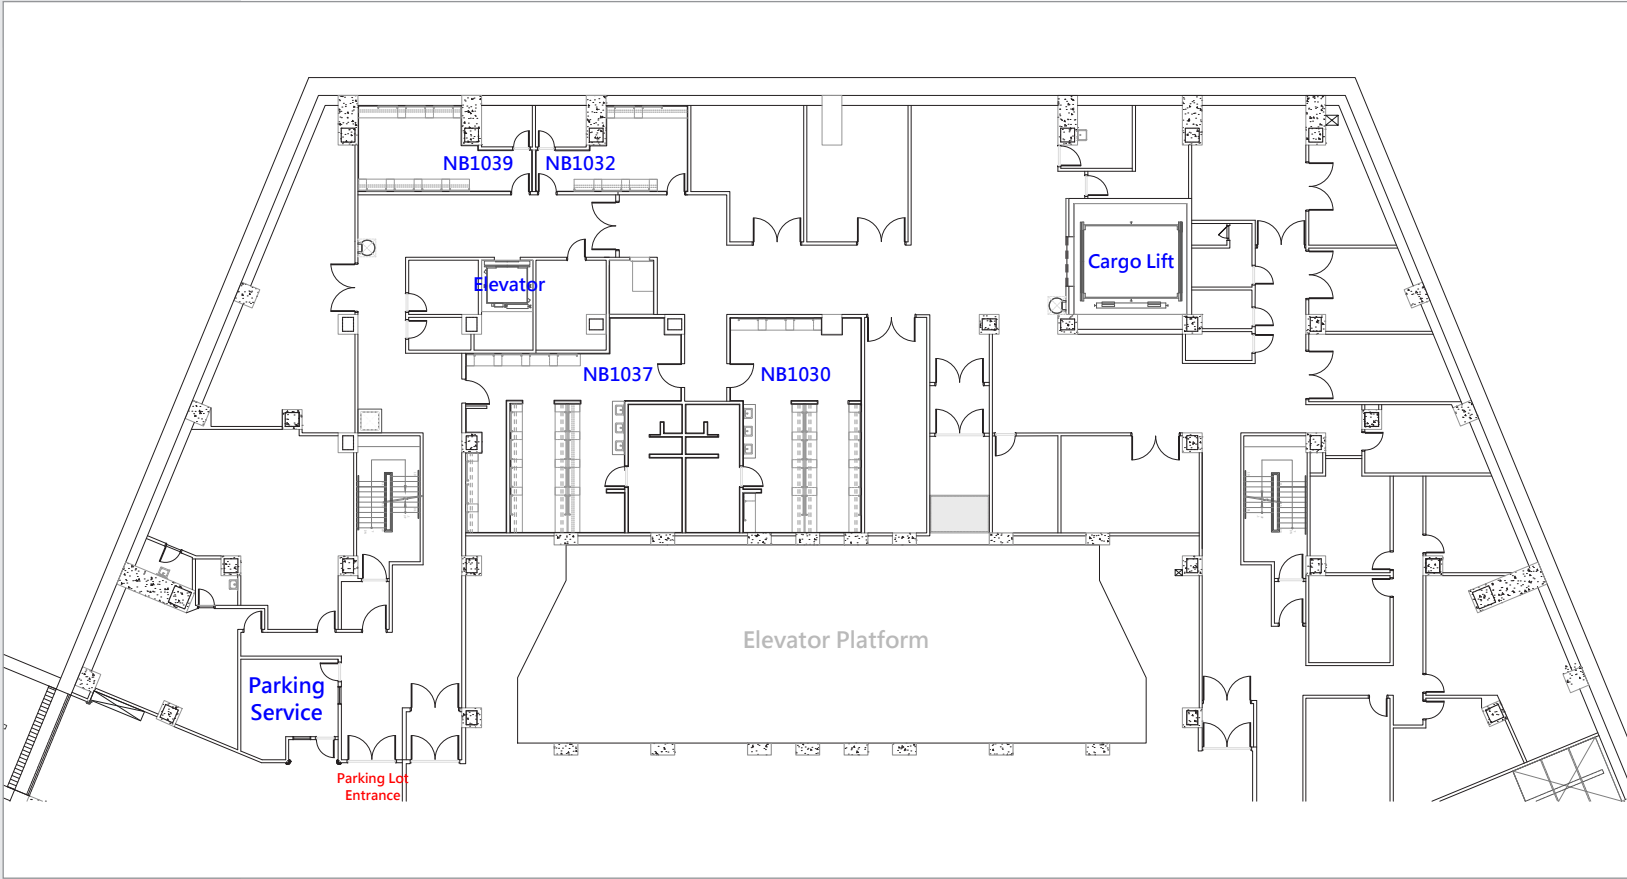 NB1039
NB1032
Elevator
Cargo Lift
NB1037
NB1030
Elevator Platform
Parking
Service
Parking Lot
Entrance